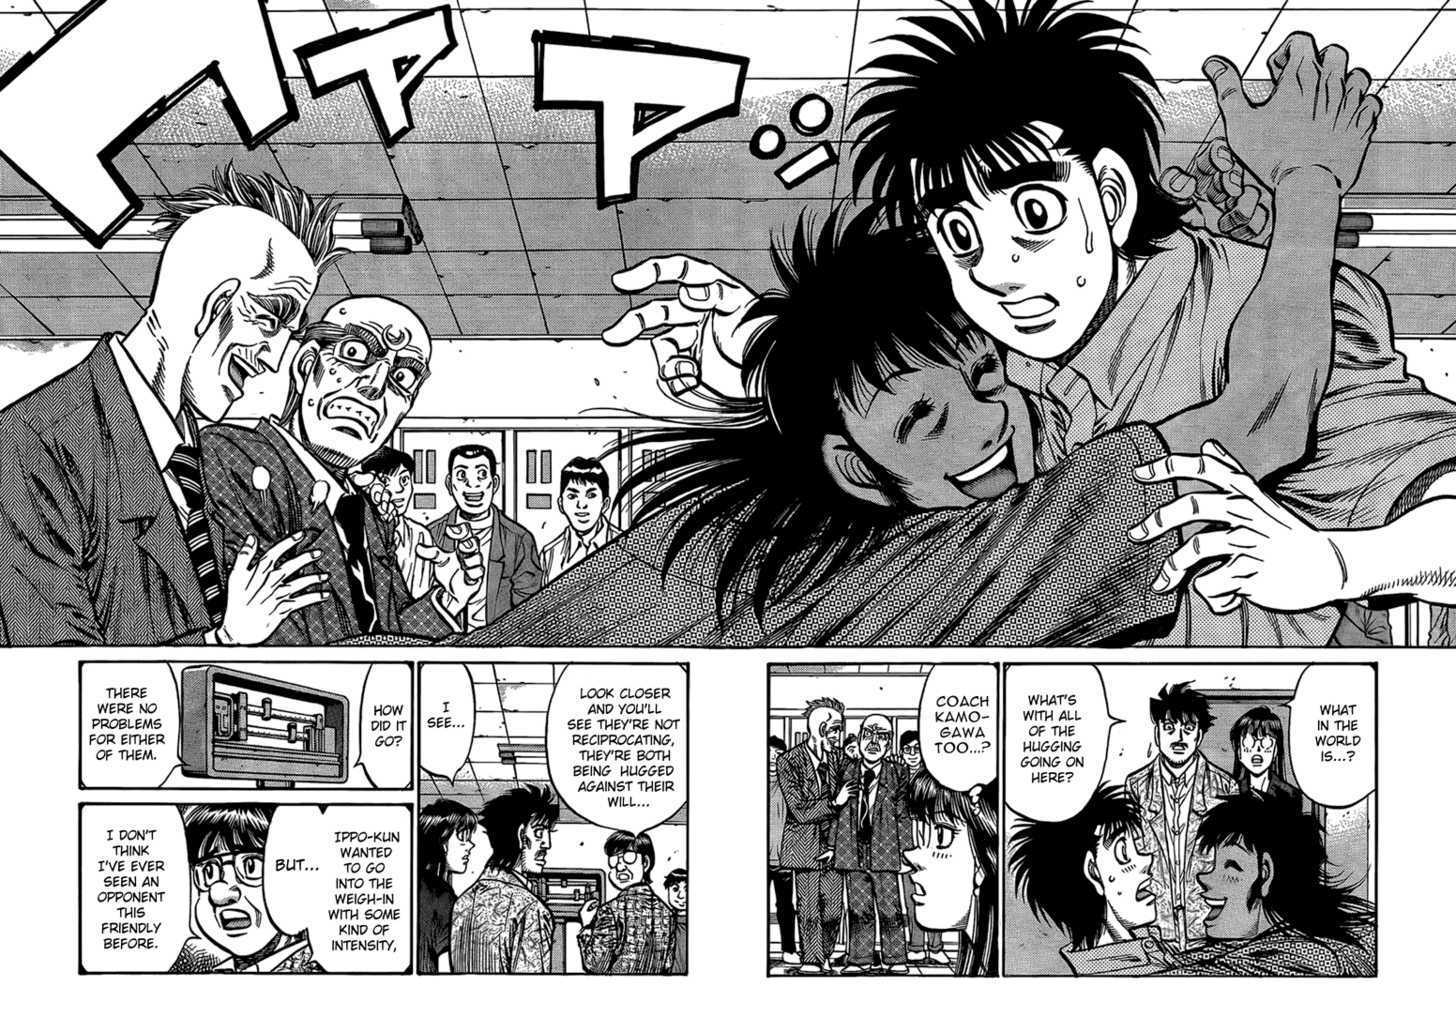 WHAT
IN THE
WORLD
IS...?
WHAT'S
WITH ALL
OF THE
HUGGING
GOING ON
HERE?
COACH
KAMO-
GAWA
TOO...?
LOOK CLOSER
AND YOU'LL
SEE THEY'RE NOT
RECIPROCATING,
THEY'RE BOTH
BEING HUGGED
AGAINST THEIR
WILL...
I
SEE...
HOW
DID IT
GO?
THERE
WERE NO
PROBLEMS
FOR EITHER
OF THEM.
IPPO-KUN
WANTED
TO GO
INTO THE
WEIGH-IN
WITH SOME
KIND OF
INTENSITY,
BUT...
I DON'T
THINK
I'VE EVER
SEEN AN
OPPONENT
THIS
FRIENDLY
BEFORE.